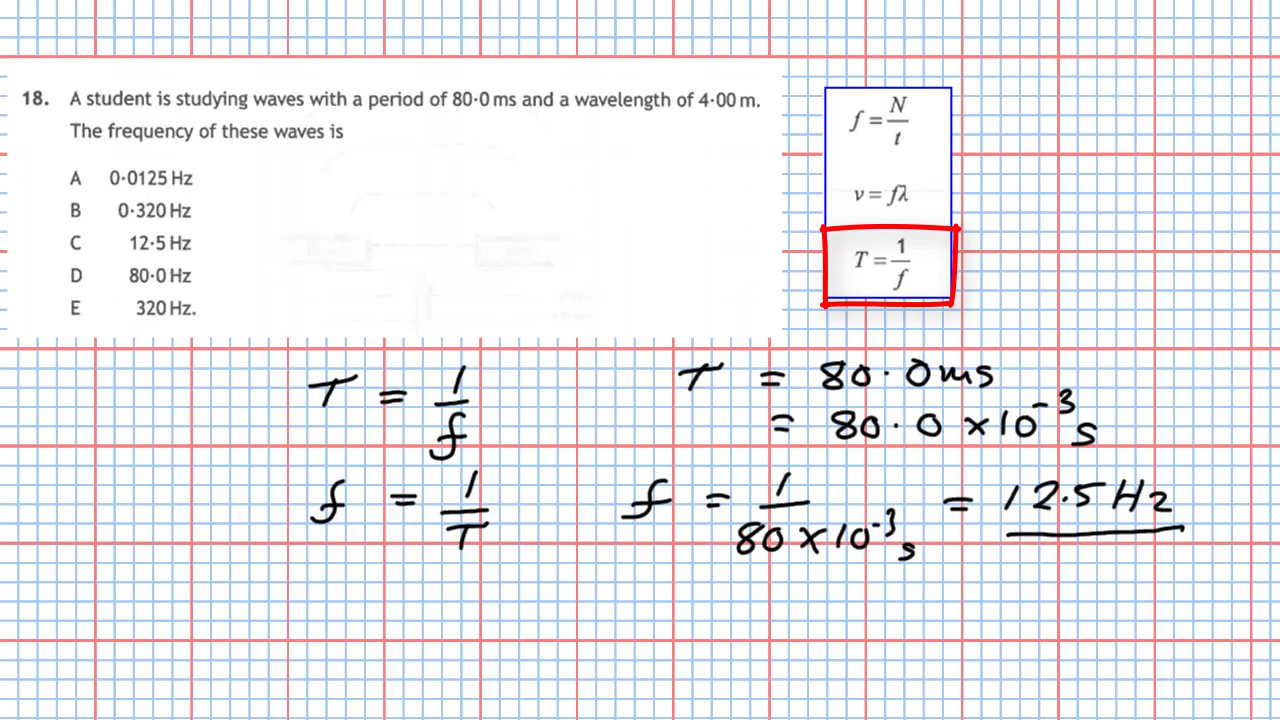 18. A student is studying waves with a period of 80·0 ms and a wavelength of 4·00 m.
The frequency of these waves is
A 0·0125 Hz
B 0·320 Hz
C 12·5 Hz
D 80·0 Hz
E 320 Hz.
f = N/t
v = fλ
T = 1/f
T = 1/f
f = 1/T
T = 80·0ms
= 80·0 ×10⁻³ s
f = 1/80×10⁻³ s = 12.5 Hz